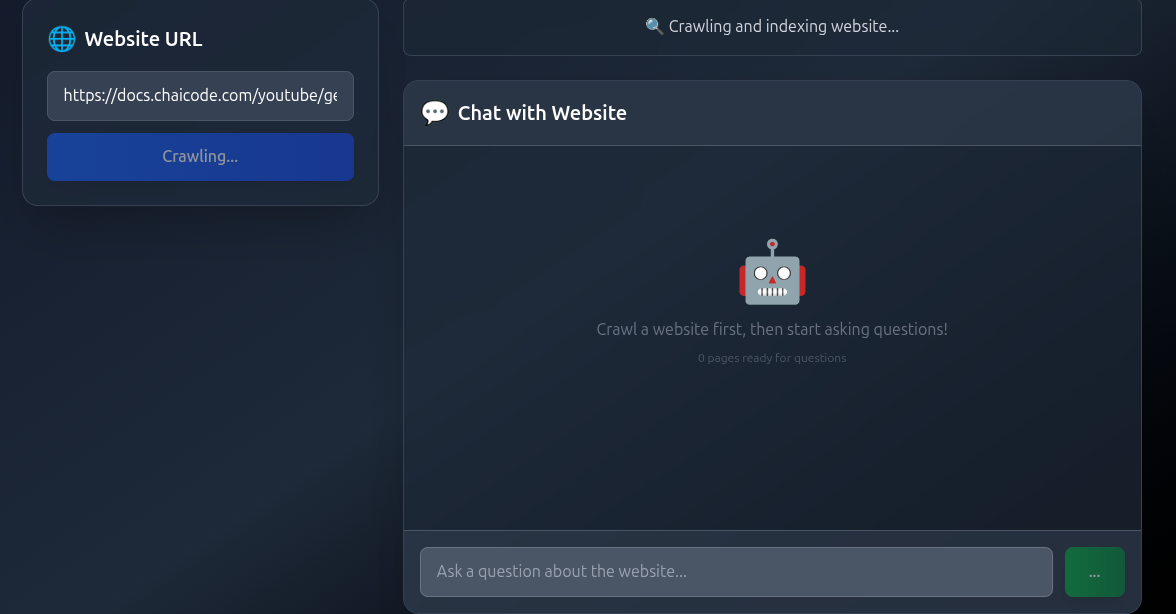 Website URL
https://docs.chaicode.com/youtube/ge
Crawling...
🔍 Crawling and indexing website...
Chat with Website
Crawl a website first, then start asking questions!
0 pages ready for questions
Ask a question about the website...
...